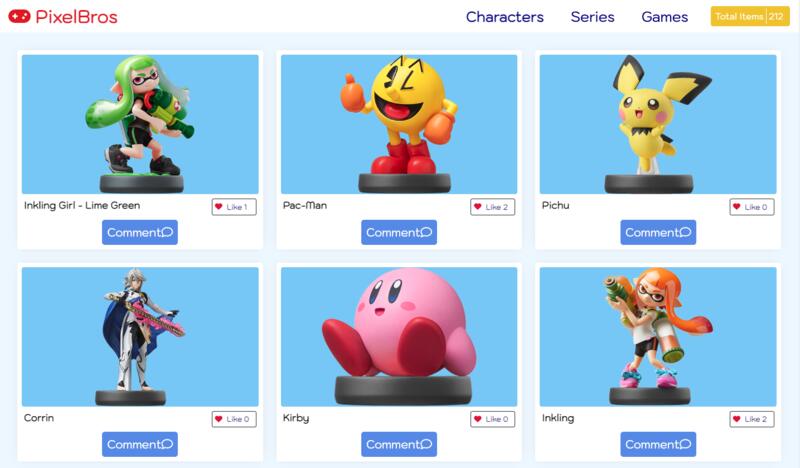 PixelBros
Characters Series Games Total Items 212
Inkling Girl - Lime Green Like 1
Comment
Pac-Man Like 2
Comment
Pichu Like 0
Comment
Corrin Like 0
Comment
Kirby Like 0
Comment
Inkling Like 2
Comment